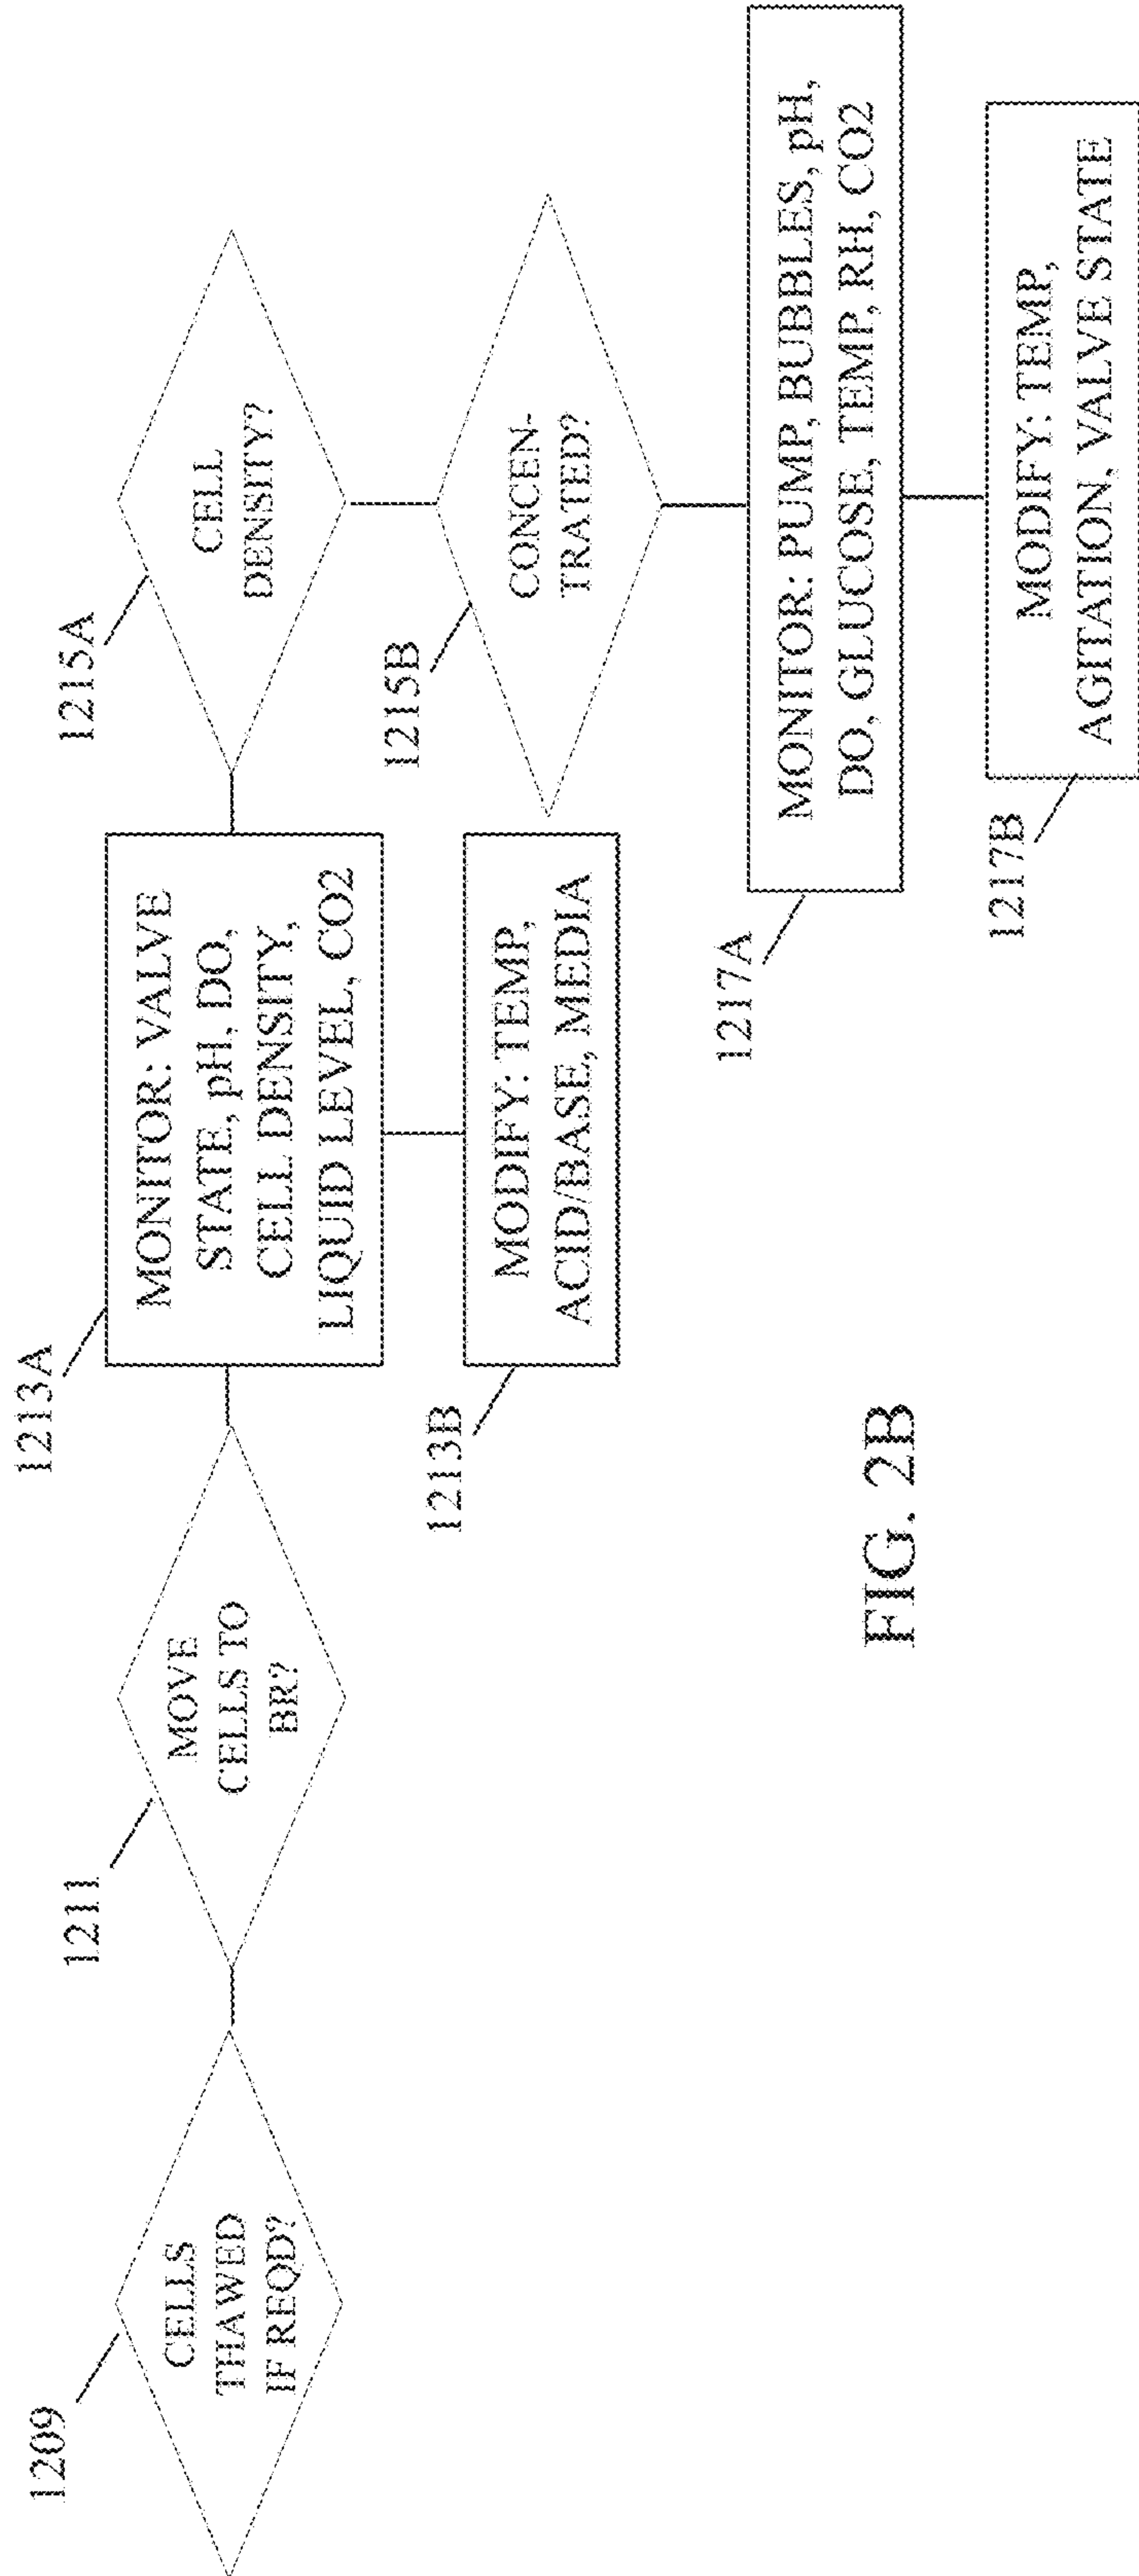 1209
CELLS
THAWED
IF REQD?
1211
MOVE
CELLS TO
BR?
1213A
MONITOR: VALVE
STATE, pH, DO,
CELL DENSITY,
LIQUID LEVEL, CO2
1213B
MODIFY: TEMP,
ACID/BASE, MEDIA
1215A
CELL
DENSITY?
1215B
CONCEN-
TRATED?
1217A
MONITOR: PUMP, BUBBLES, pH,
DO, GLUCOSE, TEMP, RH, CO2
1217B
MODIFY: TEMP,
AGITATION, VALVE STATE
FIG. 2B